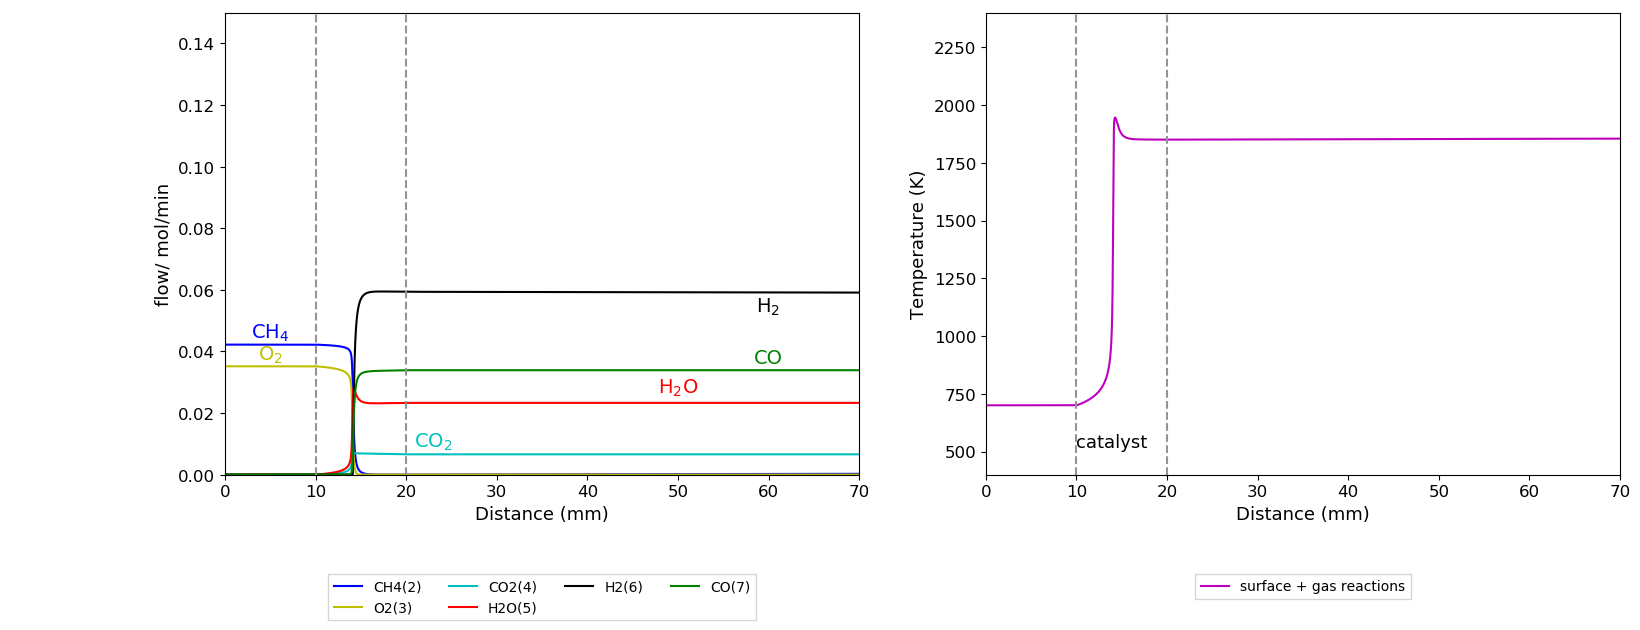 0.14
0.12
0.10
0.08
0.06
0.04
0.02
0.00
flow/ mol/min
CH₄
O₂
H₂
CO
H₂O
CO₂
0 10 20 30 40 50 60 70
Distance (mm)
CH4(2) CO2(4) H2(6) CO(7)
O2(3) H2O(5)
2250
2000
1750
1500
1250
1000
750
500
Temperature (K)
catalyst
0 10 20 30 40 50 60 70
Distance (mm)
surface + gas reactions